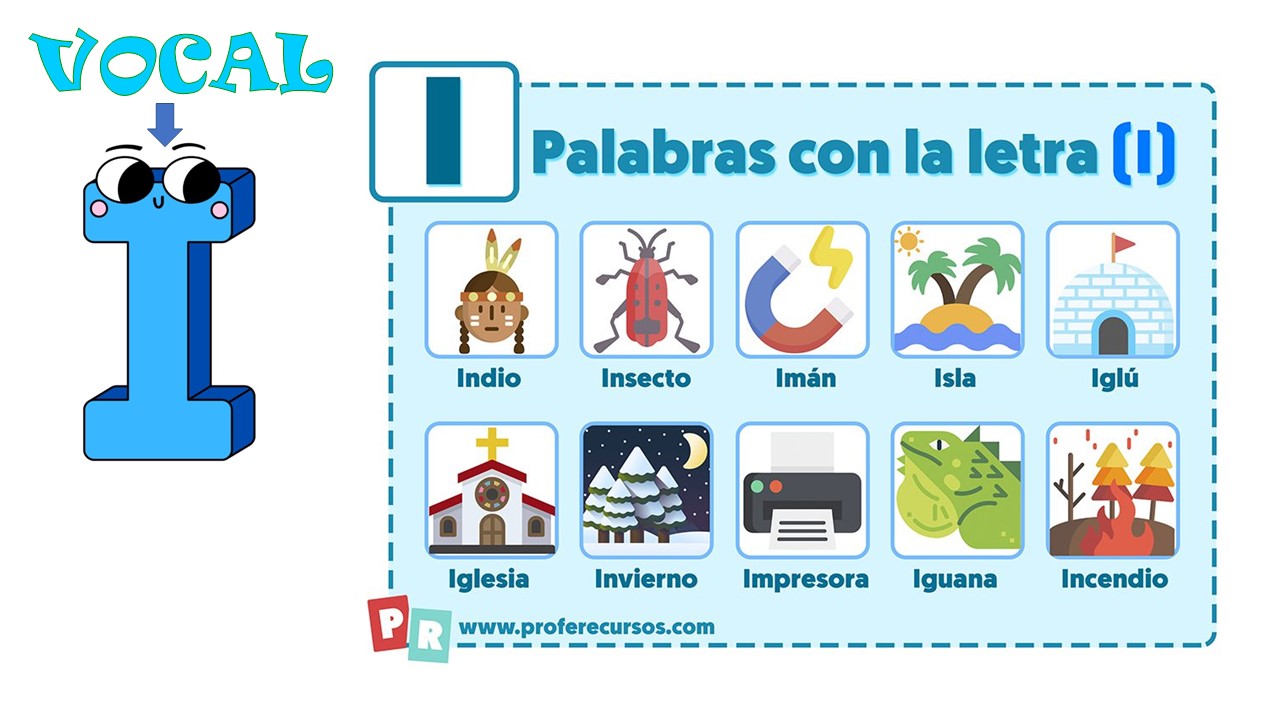 VOCAL
I
I
Palabras con la letra (I)
Indio
Insecto
Imán
Isla
Iglú
Iglesia
Invierno
Impresora
Iguana
Incendio
PR
www.proferecursos.com